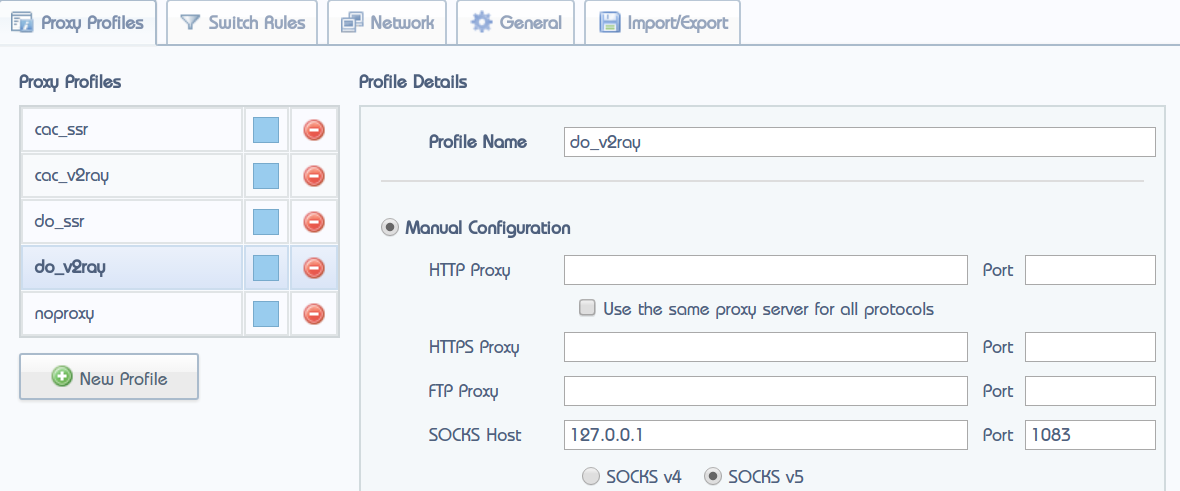 Proxy Profiles Switch Rules Network General Import/Export
Proxy Profiles
cac_ssr
cac_v2ray
do_ssr
do_v2ray
noproxy
New Profile
Profile Details
Profile Name do_v2ray
Manual Configuration
HTTP Proxy Port
Use the same proxy server for all protocols
HTTPS Proxy Port
FTP Proxy Port
SOCKS Host 127.0.0.1 Port 1083
SOCKS v4 SOCKS v5